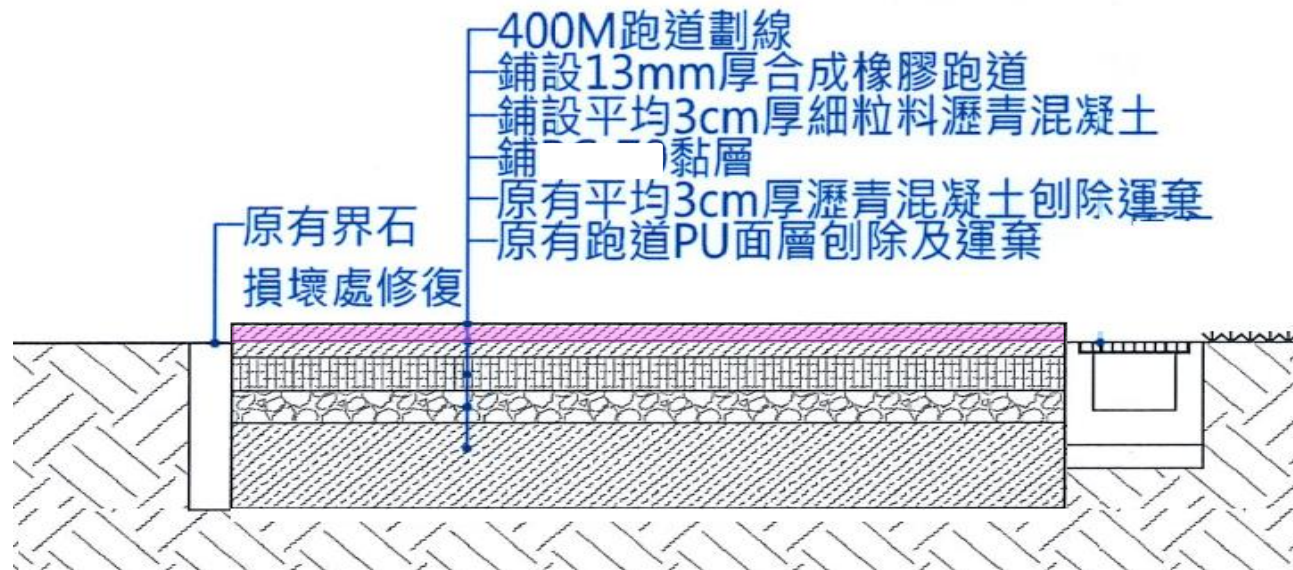 400M跑道劃線
鋪設13mm厚合成橡膠跑道
鋪設平均3cm厚細粒料瀝青混凝土
鋪黏層
原有平均3cm厚瀝青混凝土刨除運棄
原有跑道PU面層刨除及運棄
原有界石
損壞處修復